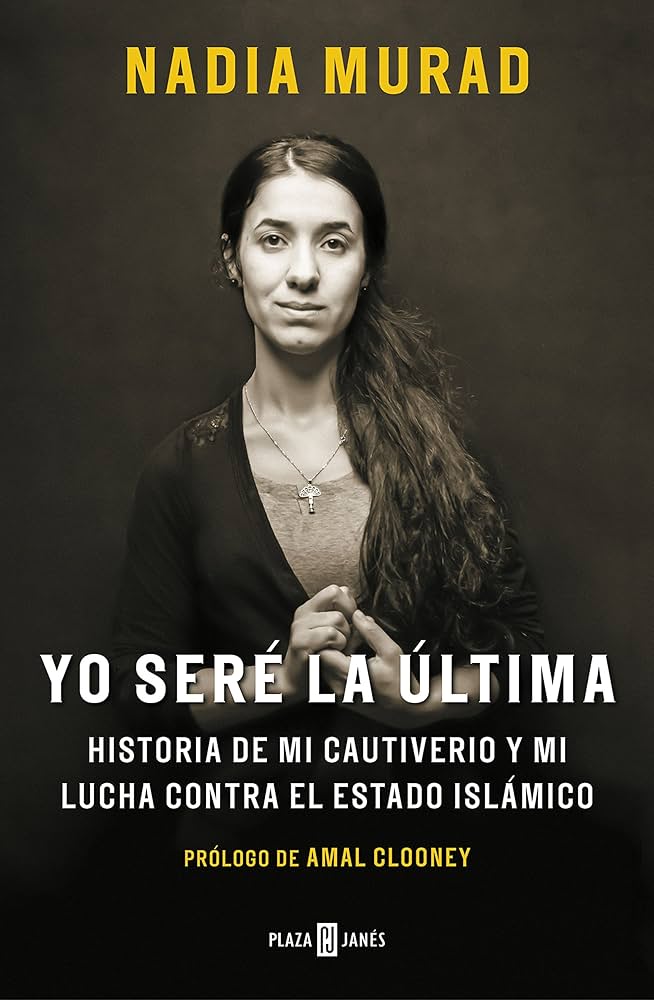 NADIA MURAD
YO SERÉ LA ÚLTIMA
HISTORIA DE MI CAUTIVERIO Y MI
LUCHA CONTRA EL ESTADO ISLÁMICO
PRÓLOGO DE AMAL CLOONEY
PLAZA PJ JANÉS